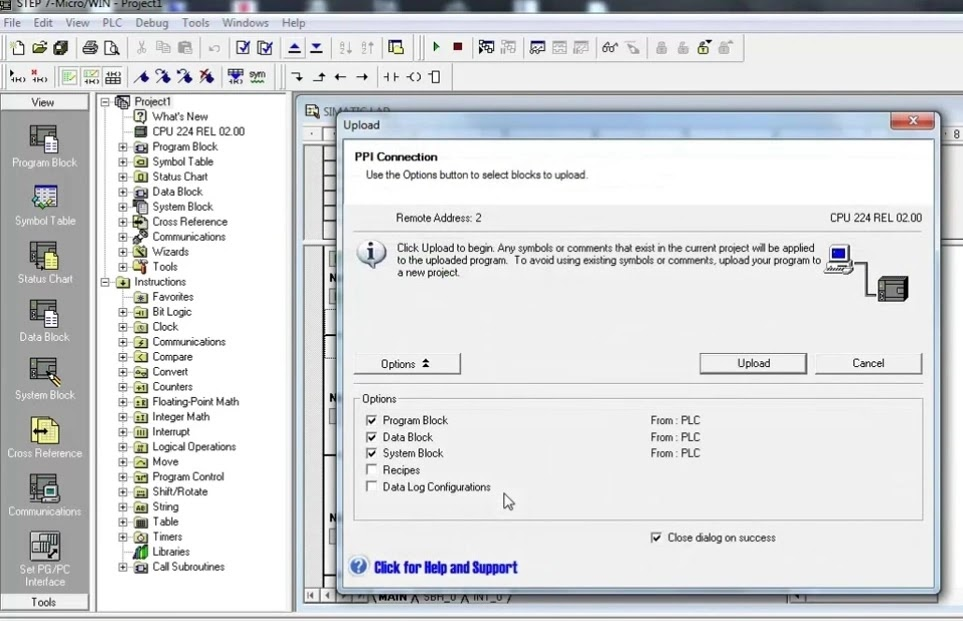 STEP 7-Micro/WIN - Project1
File Edit View PLC Debug Tools Windows Help
sym
View
Program Block
Symbol Table
Status Chart
Data Block
System Block
Cross Reference
Communications
Set PG/PC
Interface
Tools
Project1
What's New
CPU 224 REL 02.00
Program Block
Symbol Table
Status Chart
Data Block
System Block
Cross Reference
Communications
Wizards
Tools
Instructions
Favorites
Bit Logic
Clock
Communications
Compare
Convert
Counters
Floating-Point Math
Integer Math
Interrupt
Logical Operations
Move
Program Control
Shift/Rotate
String
Table
Timers
Libraries
Call Subroutines
SIMATIC LAD
8
Upload
PPI Connection
Use the Options button to select blocks to upload.
Remote Address: 2 CPU 224 REL 02.00
Click Upload to begin. Any symbols or comments that exist in the current project will be applied
to the uploaded program. To avoid using existing symbols or comments, upload your program to
a new project.
Options Upload Cancel
Options
Program Block From : PLC
Data Block From : PLC
System Block From : PLC
Recipes
Data Log Configurations
Close dialog on success
Click for Help and Support
MAIN SBR_0 INT_0